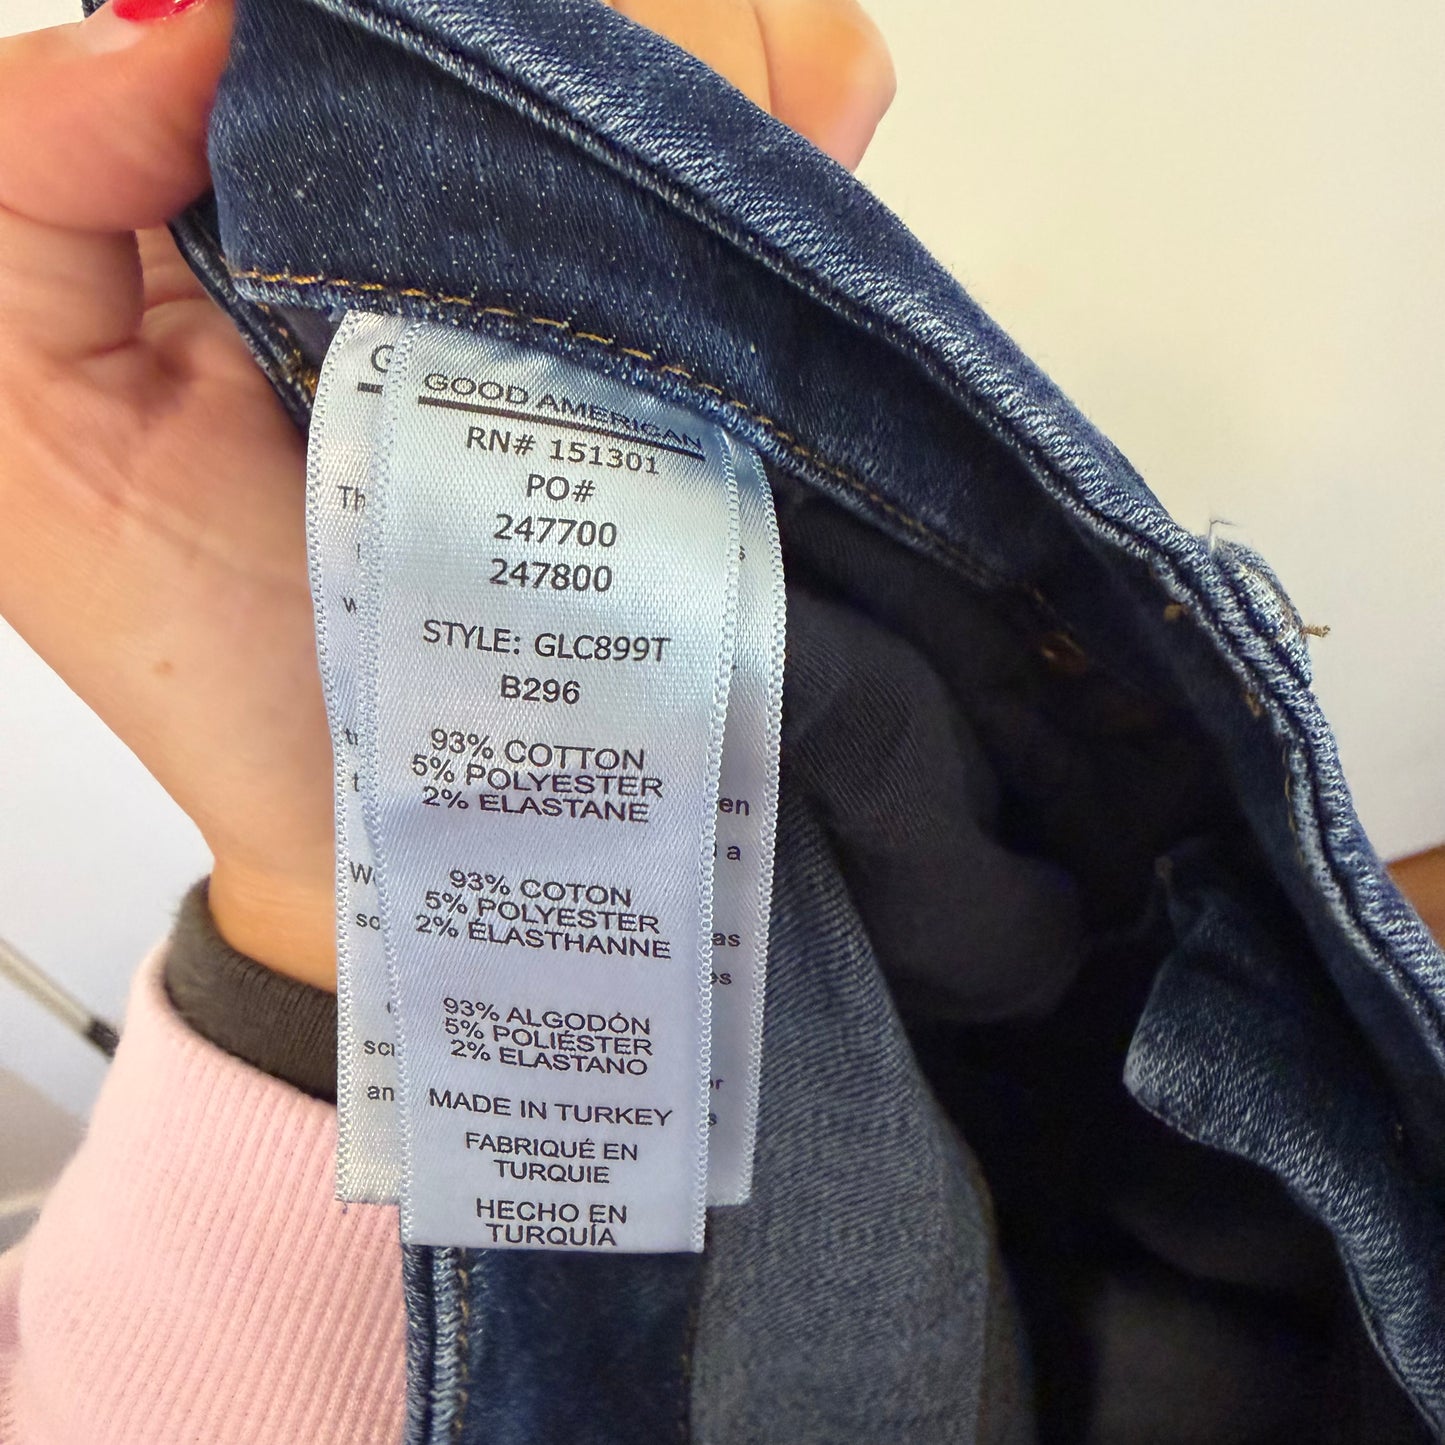 GOOD AMERICAN
RN# 151301
PO#
247700
247800
STYLE: GLC899T
B296
93% COTTON
5% POLYESTER
2% ELASTANE
93% COTON
5% POLYESTER
2% ÉLASTHANNE
93% ALGODÓN
5% POLIÉSTER
2% ELASTANO
MADE IN TURKEY
FABRIQUÉ EN
TURQUIE
HECHO EN
TURQUÍA